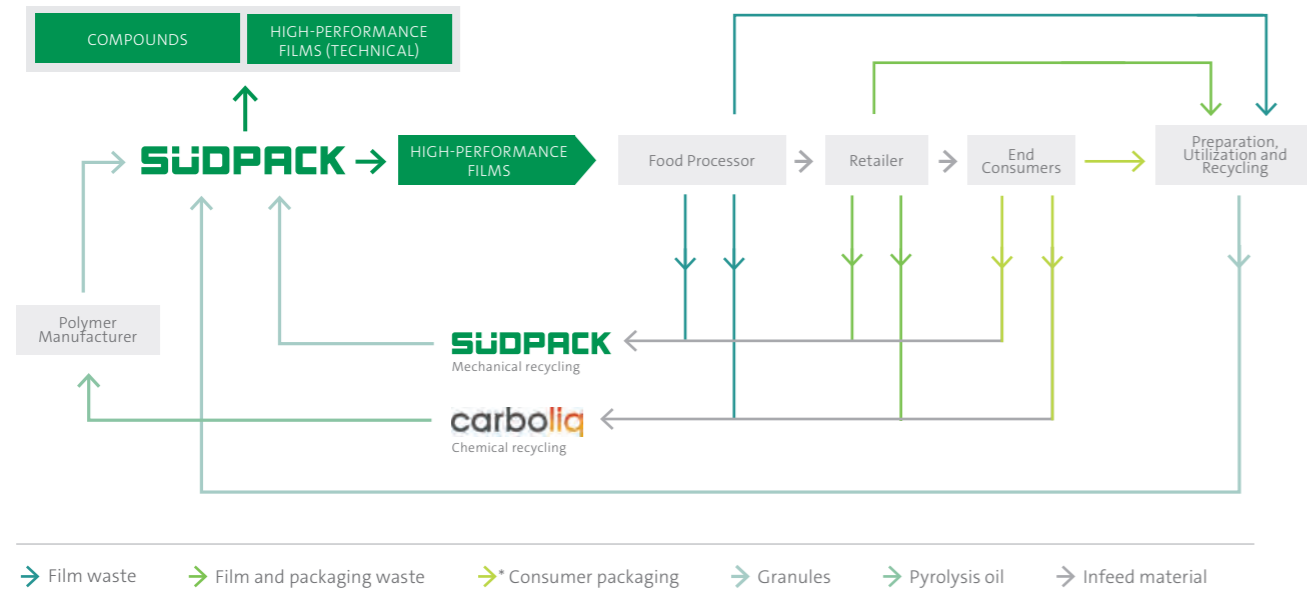 COMPOUNDS
HIGH-PERFORMANCE
FILMS (TECHNICAL)
SÜDPACK
HIGH-PERFORMANCE
FILMS
Food Processor
Retailer
End
Consumers
Preparation,
Utilization and
Recycling
Polymer
Manufacturer
SÜDPACK
Mechanical recycling
carboliq
Chemical recycling
Film waste
Film and packaging waste
* Consumer packaging
Granules
Pyrolysis oil
Infeed material